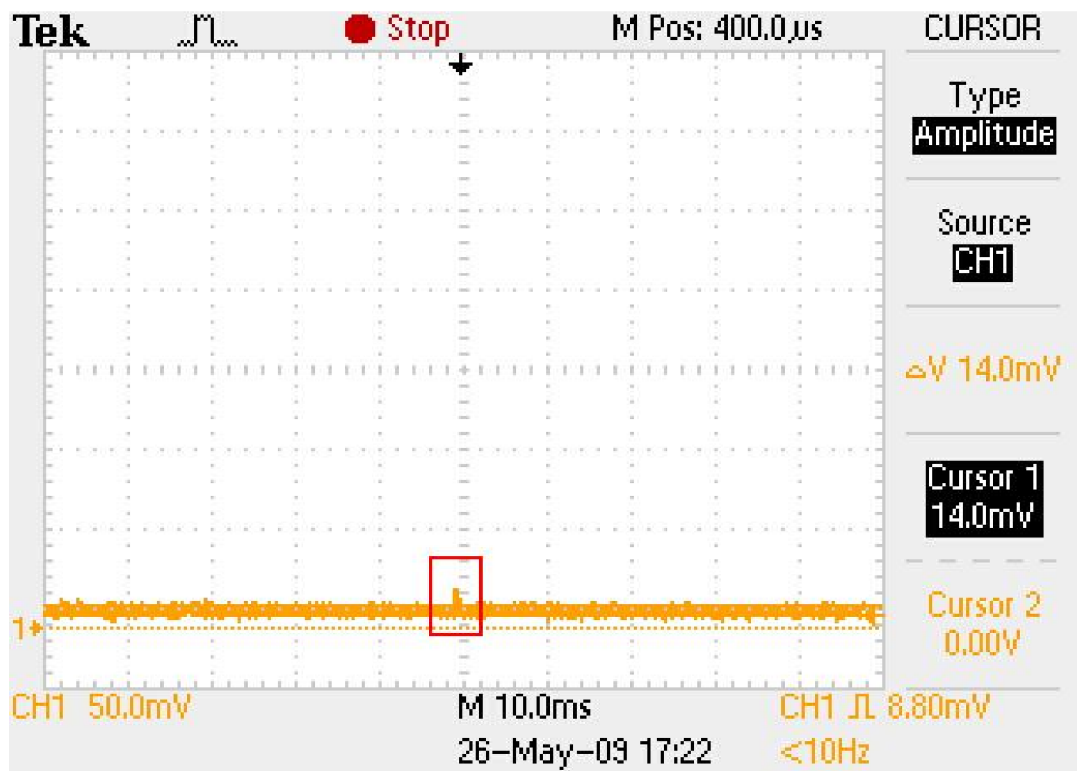 Tek Stop M Pos: 400.0µs CURSOR
Type
Amplitude
Source
CH1
△V 14.0mV
Cursor 1
14.0mV
Cursor 2
0.00V
1
CH1 50.0mV M 10.0ms CH1 8.80mV
26-May-09 17:22 <10Hz